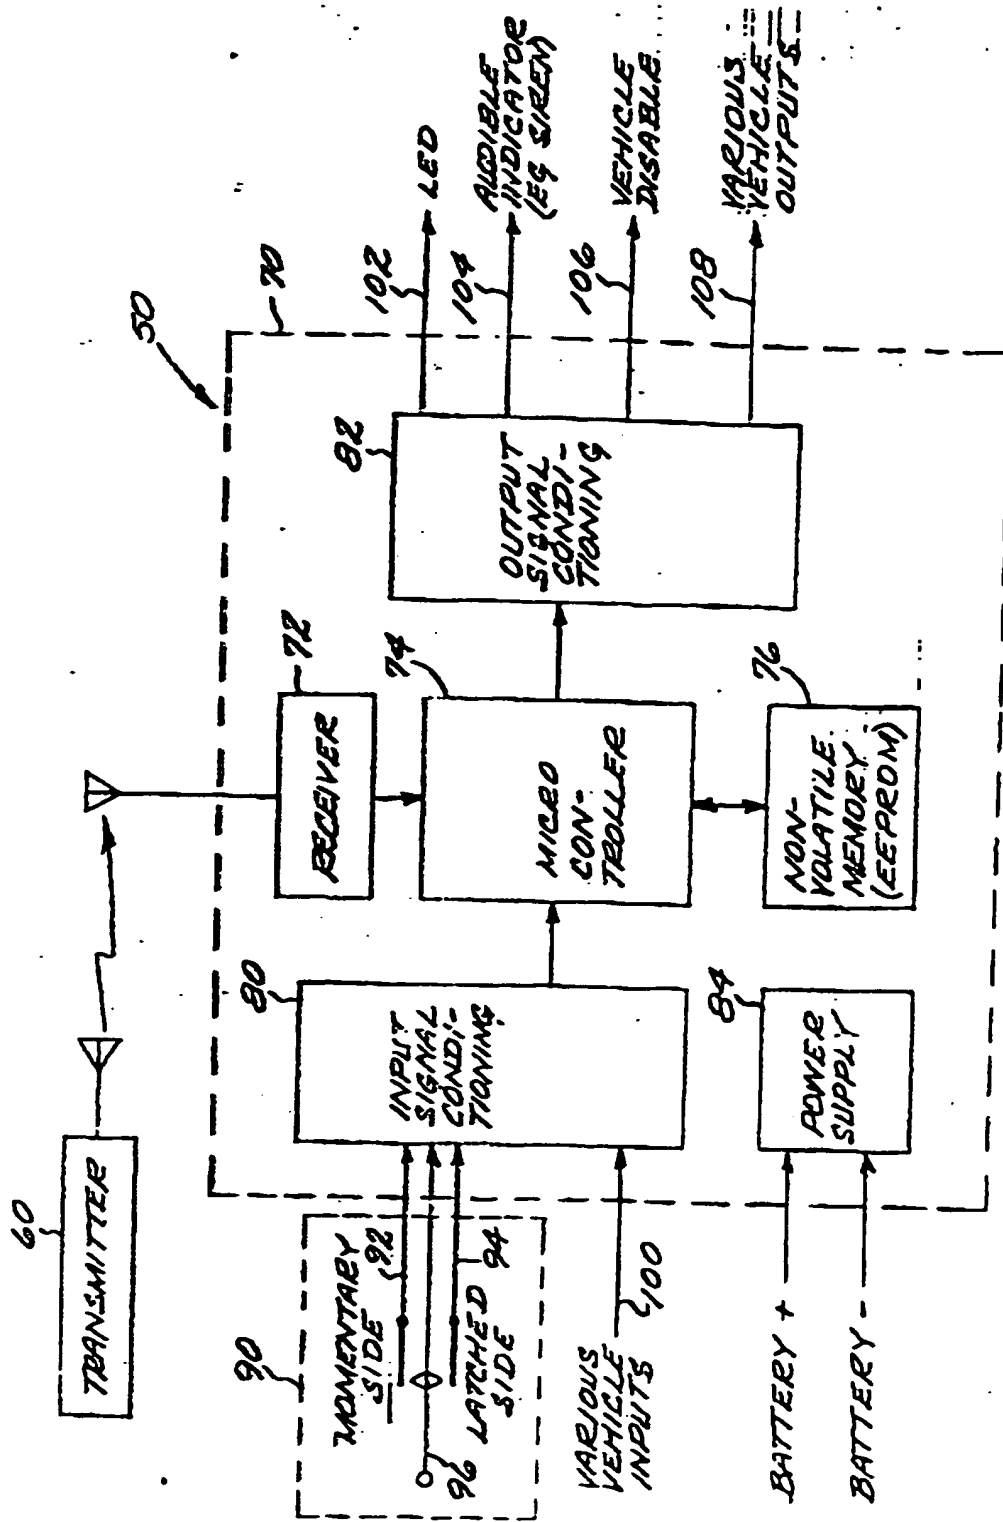 50
60
TRANSMITTER
70
72
RECEIVER
90
MOMENTARY
SIDE
92
94
LATCHED
SIDE
96
80
INPUT
SIGNAL
CONDI-
TIONING
74
MICRO
CON-
TROLLER
82
OUTPUT
SIGNAL
CONDI-
TIONING
102
LED
104
AUDIBLE
INDICATOR
(EG SIREN)
106
VEHICLE
DISABLE
108
VARIOUS
VEHICLE
OUTPUTS
VARIOUS
VEHICLE
INPUTS
100
BATTERY +
BATTERY -
84
POWER
SUPPLY
76
NON-
VOLATILE
MEMORY
(EEPROM)